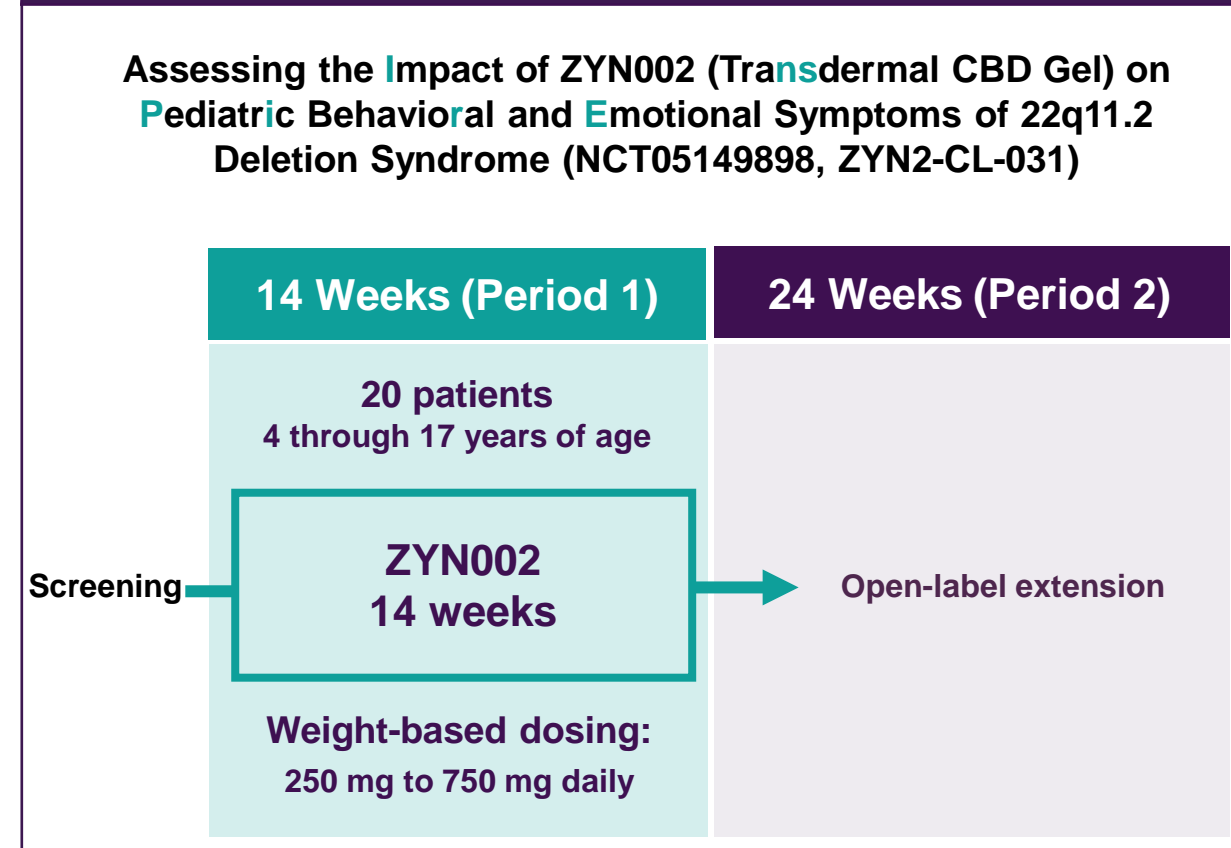 Assessing the Impact of ZYN002 (Transdermal CBD Gel) on
Pediatric Behavioral and Emotional Symptoms of 22q11.2
Deletion Syndrome (NCT05149898, ZYN2-CL-031)
14 Weeks (Period 1)
24 Weeks (Period 2)
20 patients
4 through 17 years of age
Screening
ZYN002
14 weeks
Open-label extension
Weight-based dosing:
250 mg to 750 mg daily